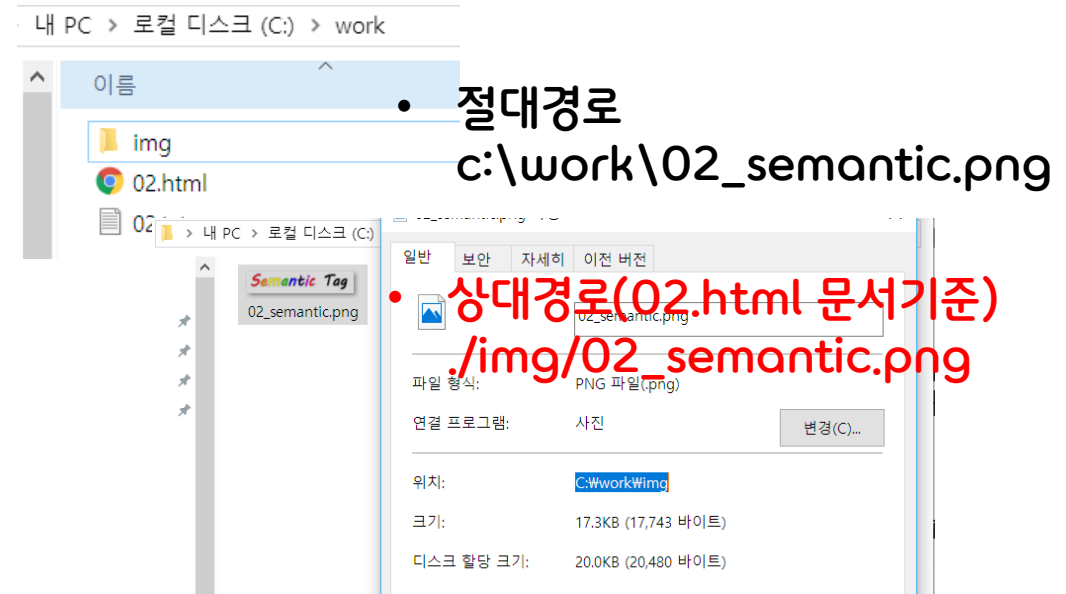 내 PC > 로컬 디스크 (C:) > work
이름
img
02.html
02
• 절대경로
c:\work\02_semantic.png
> 내 PC > 로컬 디스크 (C:)
Semantic Tag
02_semantic.png
일반 보안 자세히 이전 버전
• 상대경로(02.html 문서기준)
./img/02_semantic.png
02_semantic.png
파일 형식: PNG 파일(.png)
연결 프로그램: 사진
변경(C)...
위치: C:₩work₩img
크기: 17.3KB (17,743 바이트)
디스크 할당 크기: 20.0KB (20,480 바이트)